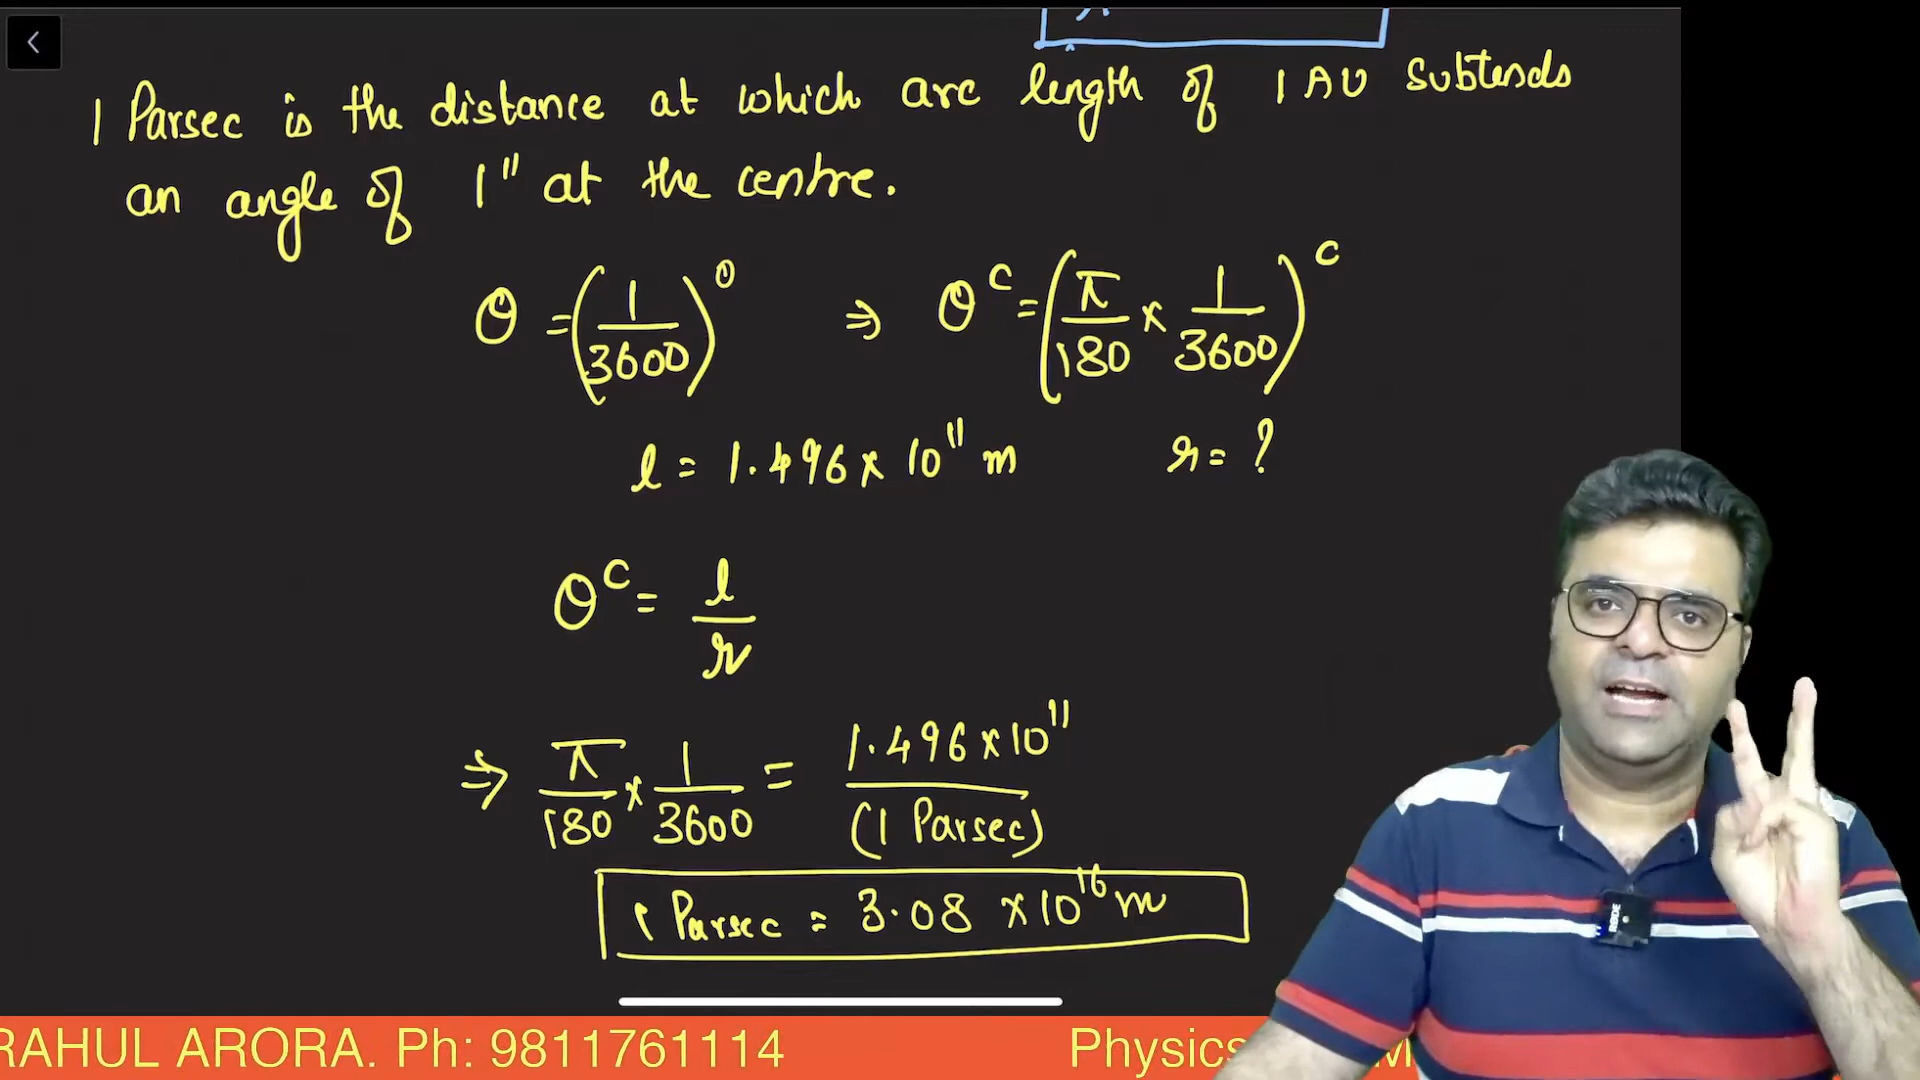 1 Parsec is the distance at which arc length of 1 AU subtends
an angle of 1" at the centre.
θ = (1/3600)⁰ ⇒ θᶜ = (π/180 × 1/3600)ᶜ
l = 1.496 × 10¹¹ m r = ?
θᶜ = l/r
⇒ π/180 × 1/3600 = 1.496 × 10¹¹/(1 Parsec)
1 Parsec = 3.08 × 10¹⁶ m
RAHUL ARORA. Ph: 9811761114 Physics